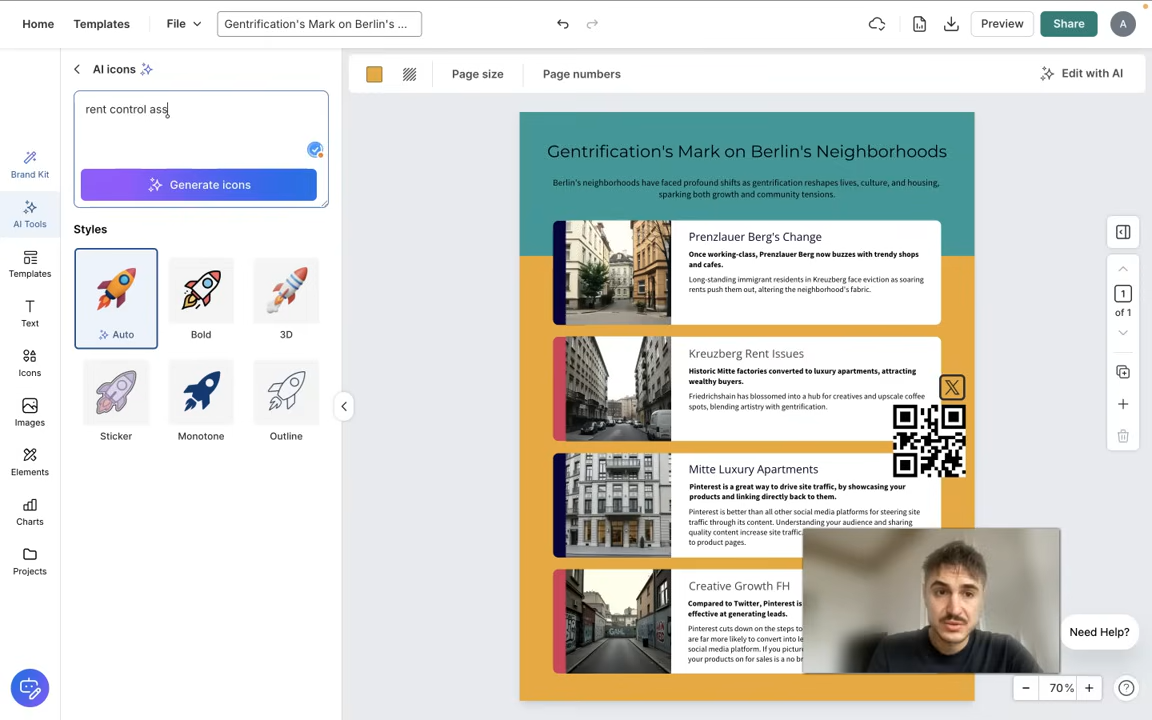 Home
Templates
File
Gentrification's Mark on Berlin's ...
Preview
Share
A
AI icons
Page size
Page numbers
Edit with AI
rent control ass
Generate icons
Styles
Auto
Bold
3D
Sticker
Monotone
Outline
Brand Kit
AI Tools
Templates
Text
Icons
Images
Elements
Charts
Projects
Gentrification's Mark on Berlin's Neighborhoods
Berlin's neighborhoods have faced profound shifts as gentrification reshapes lives, culture, and housing,
sparking both growth and community tensions.
Prenzlauer Berg's Change
Once working-class, Prenzlauer Berg now buzzes with trendy shops
and cafes.
Long-standing immigrant residents in Kreuzberg face eviction as soaring
rents push them out, altering the neighborhood's fabric.
Kreuzberg Rent Issues
Historic Mitte factories converted to luxury apartments, attracting
wealthy buyers.
Friedrichshain has blossomed into a hub for creatives and upscale coffee
spots, blending artistry with gentrification.
Mitte Luxury Apartments
Pinterest is a great way to drive site traffic, by showcasing your
products and linking directly back to them.
Pinterest is better than all other social media platforms for steering site
traffic through its content. Understanding your audience and sharing
quality content increase site traffic,
to product pages.
Creative Growth FH
Compared to Twitter, Pinterest is
effective at generating leads.
Pinterest cuts down on the steps to
are far more likely to convert into
social media platform. If you
your products on for sales is a no
1
of 1
Need Help?
70%